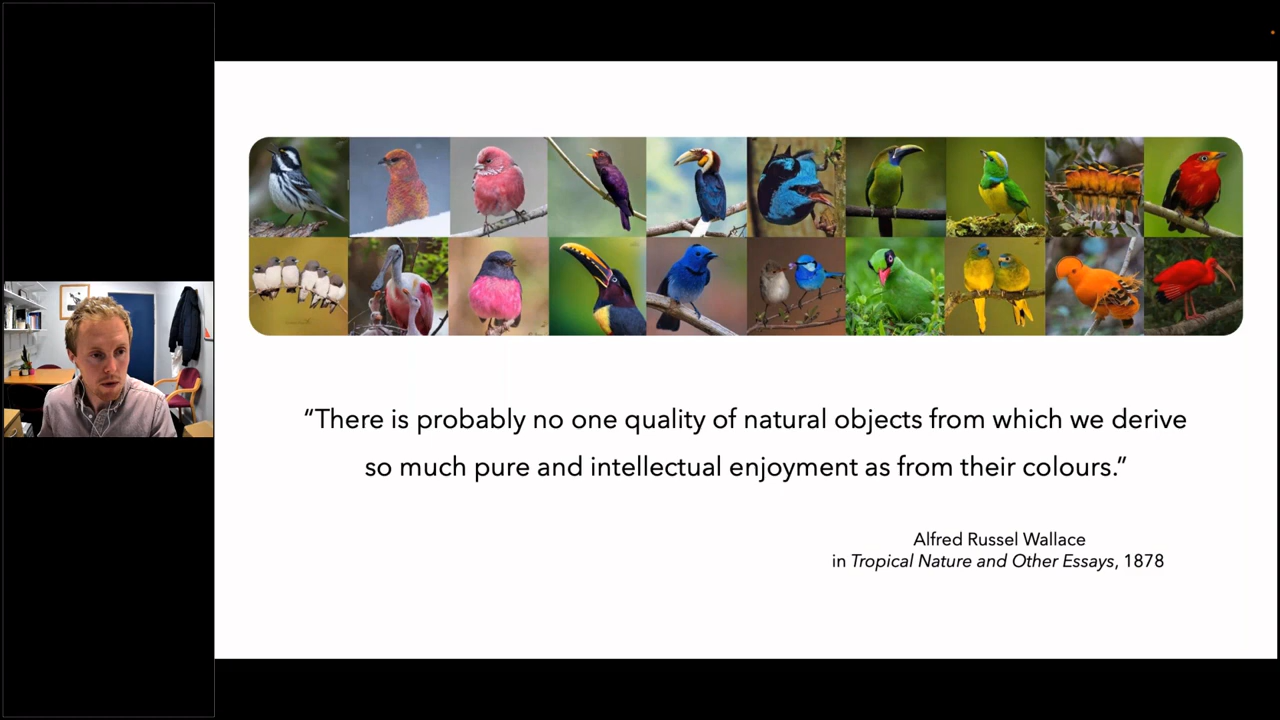 “There is probably no one quality of natural objects from which we derive
so much pure and intellectual enjoyment as from their colours.”
Alfred Russel Wallace
in Tropical Nature and Other Essays, 1878